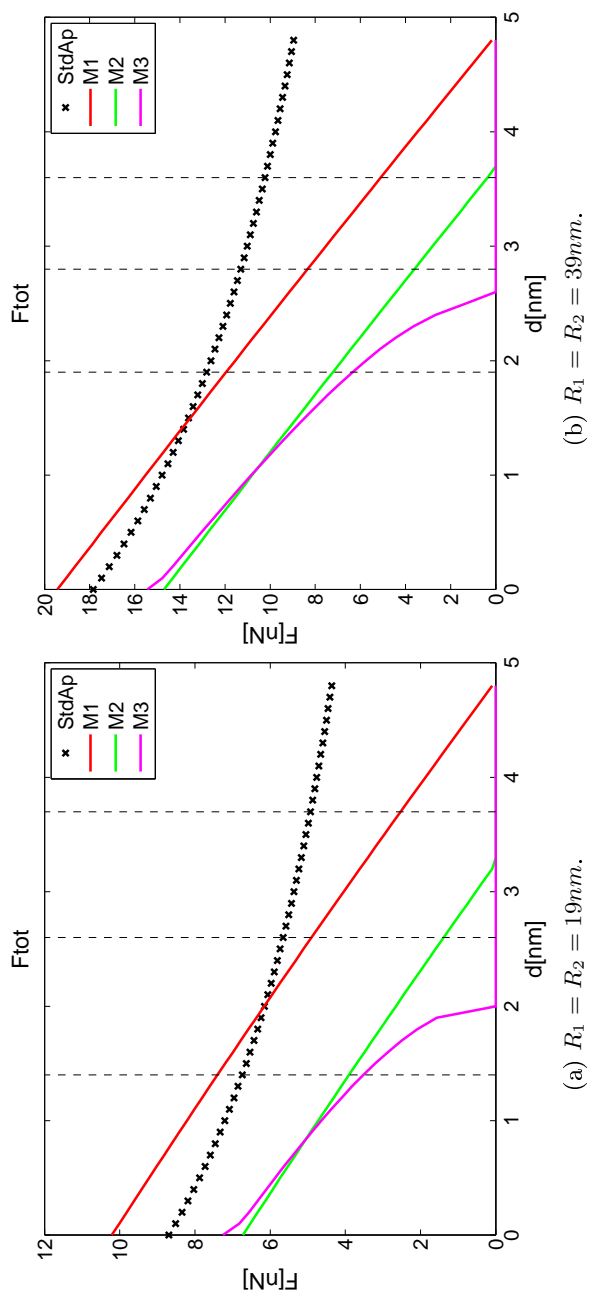 Ftot
StdAp
M1
M2
M3
F[nN]
12
10
8
6
4
2
0
0 1 2 3 4 5
d[nm]
(a) R₁ = R₂ = 19nm.
Ftot
StdAp
M1
M2
M3
F[nN]
20
18
16
14
12
10
8
6
4
2
0
0 1 2 3 4 5
d[nm]
(b) R₁ = R₂ = 39nm.